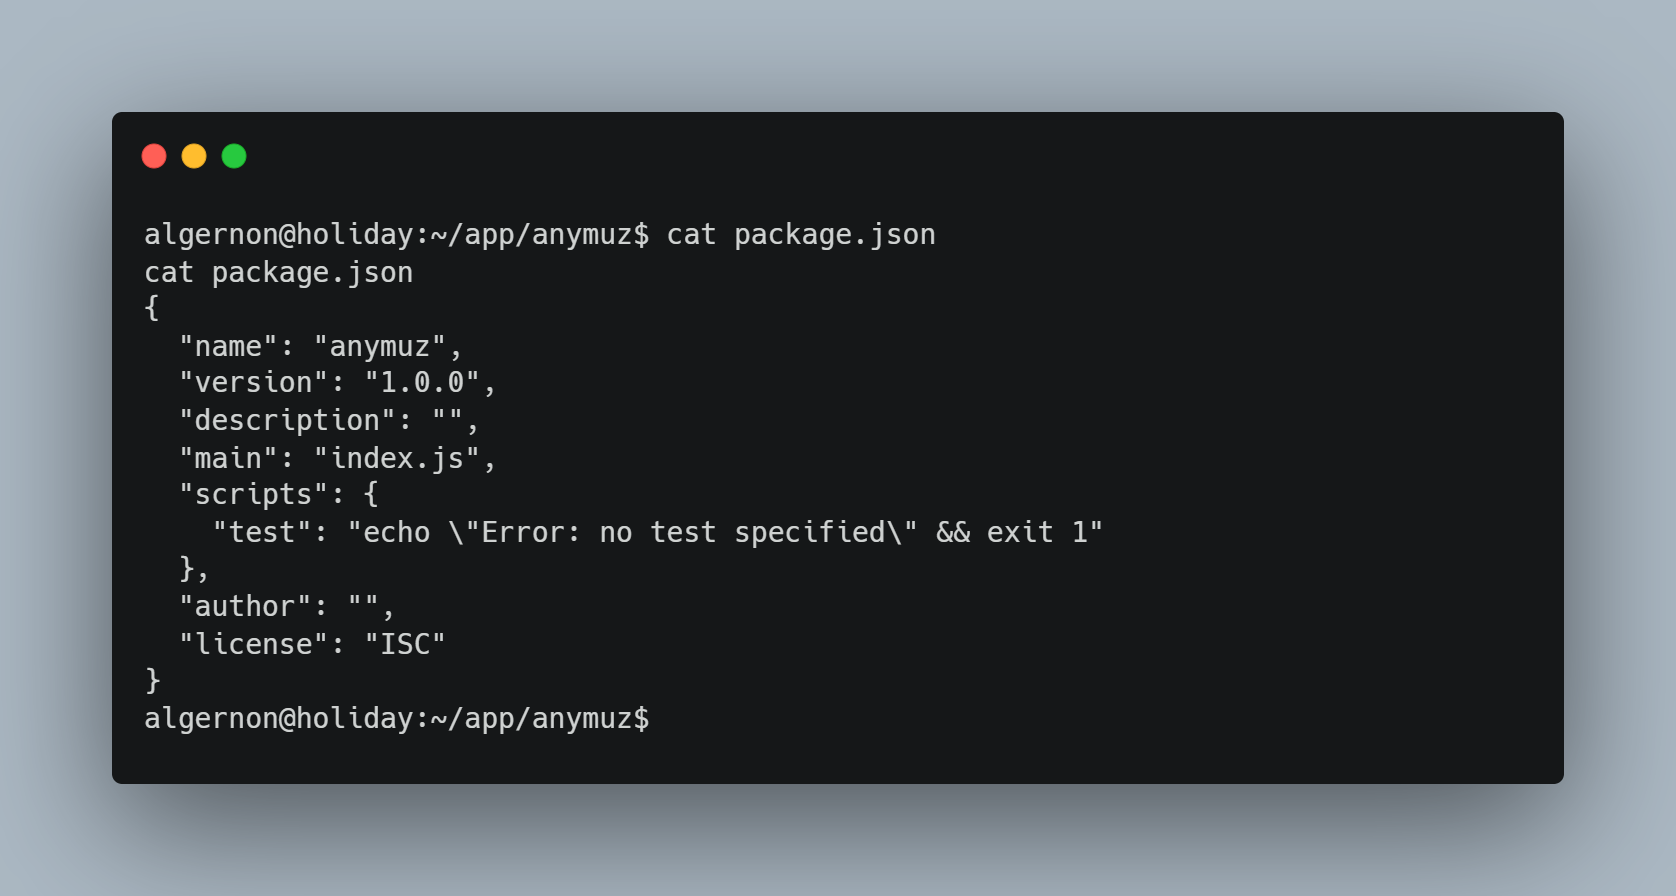 algernon@holiday:~/app/anymuz$ cat package.json
cat package.json
{
  "name": "anymuz",
  "version": "1.0.0",
  "description": "",
  "main": "index.js",
  "scripts": {
    "test": "echo \"Error: no test specified\" && exit 1"
  },
  "author": "",
  "license": "ISC"
}
algernon@holiday:~/app/anymuz$